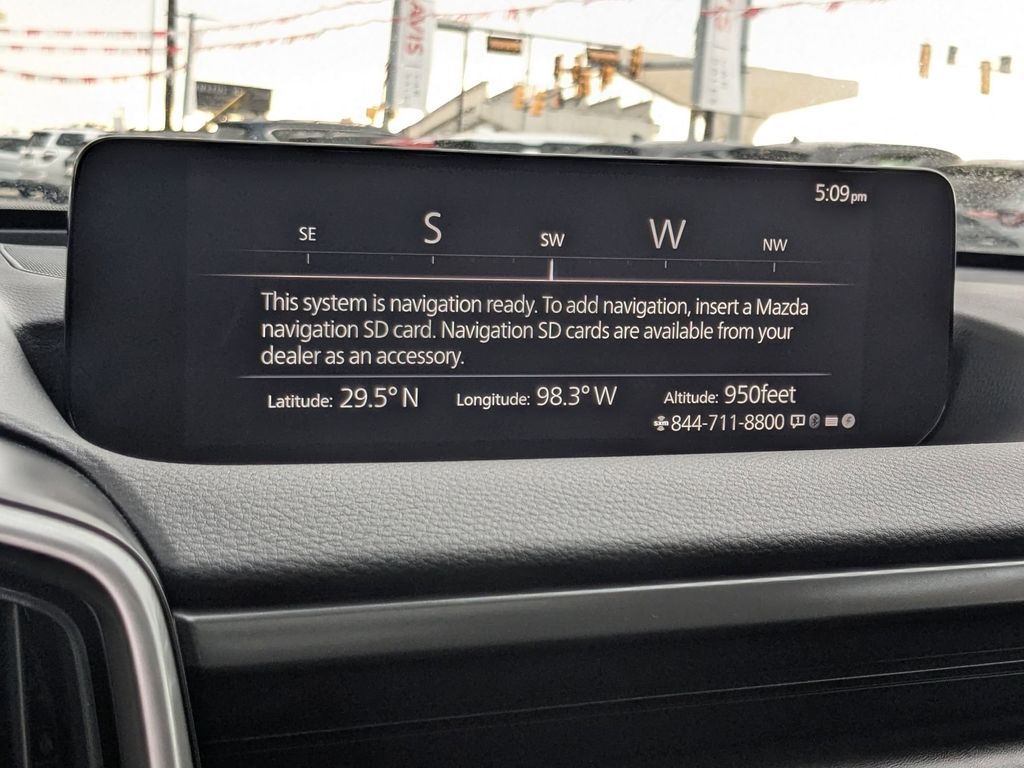 AVIS
5:09pm
SE S SW W NW
This system is navigation ready. To add navigation, insert a Mazda
navigation SD card. Navigation SD cards are available from your
dealer as an accessory.
Latitude: 29.5° N Longitude: 98.3° W Altitude: 950feet
sxm 844-711-8800